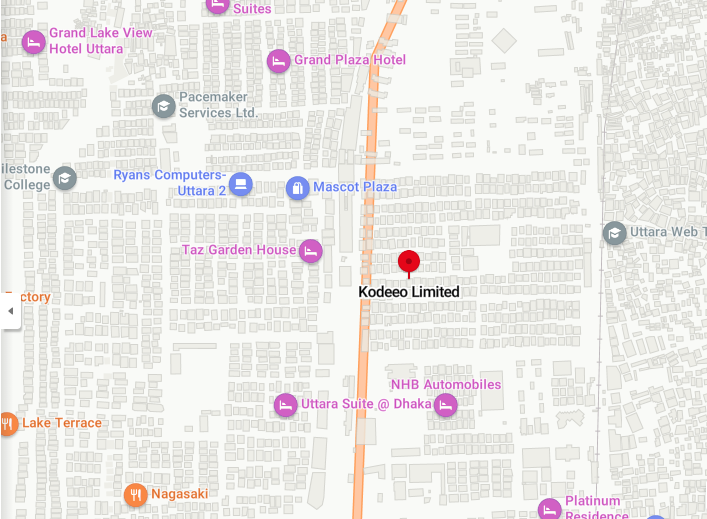 Suites
Grand Lake View
Hotel Uttara
a
Grand Plaza Hotel
Pacemaker
Services Ltd.
ilestone
College
Ryans Computers-
Uttara 2
Mascot Plaza
Uttara Web T
Taz Garden House
Kodeeo Limited
actory
NHB Automobiles
Uttara Suite @ Dhaka
Lake Terrace
Nagasaki
Platinum
Residence